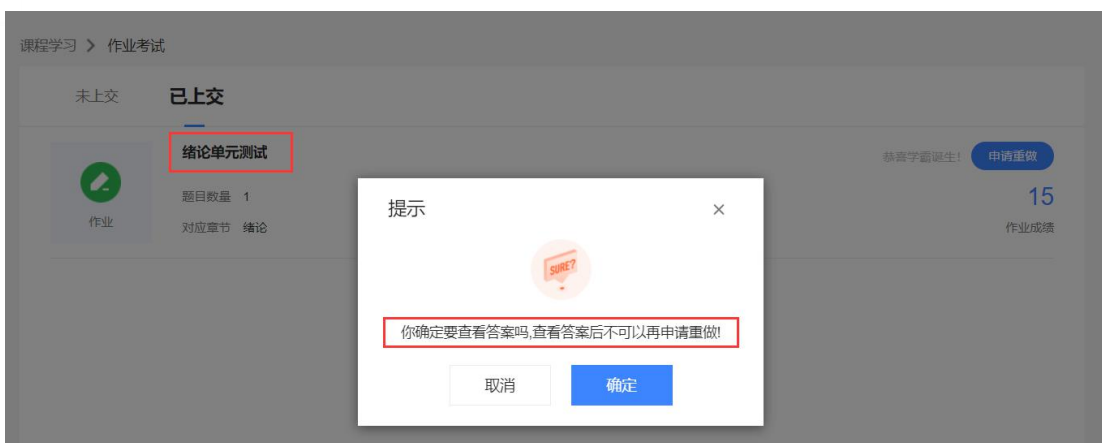 课程学习 > 作业考试
未上交 已上交
绪论单元测试
恭喜学霸诞生! 申请重做
题目数量 1
15
作业
对应章节 绪论
作业成绩
提示 ×
SURE?
你确定要查看答案吗,查看答案后不可以再申请重做!
取消 确定